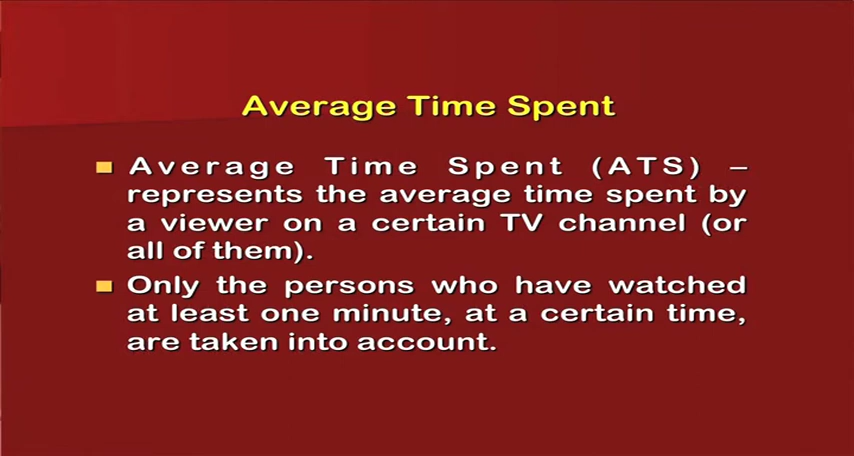 Average Time Spent
Average Time Spent (ATS) –
represents the average time spent by
a viewer on a certain TV channel (or
all of them).
Only the persons who have watched
at least one minute, at a certain time,
are taken into account.